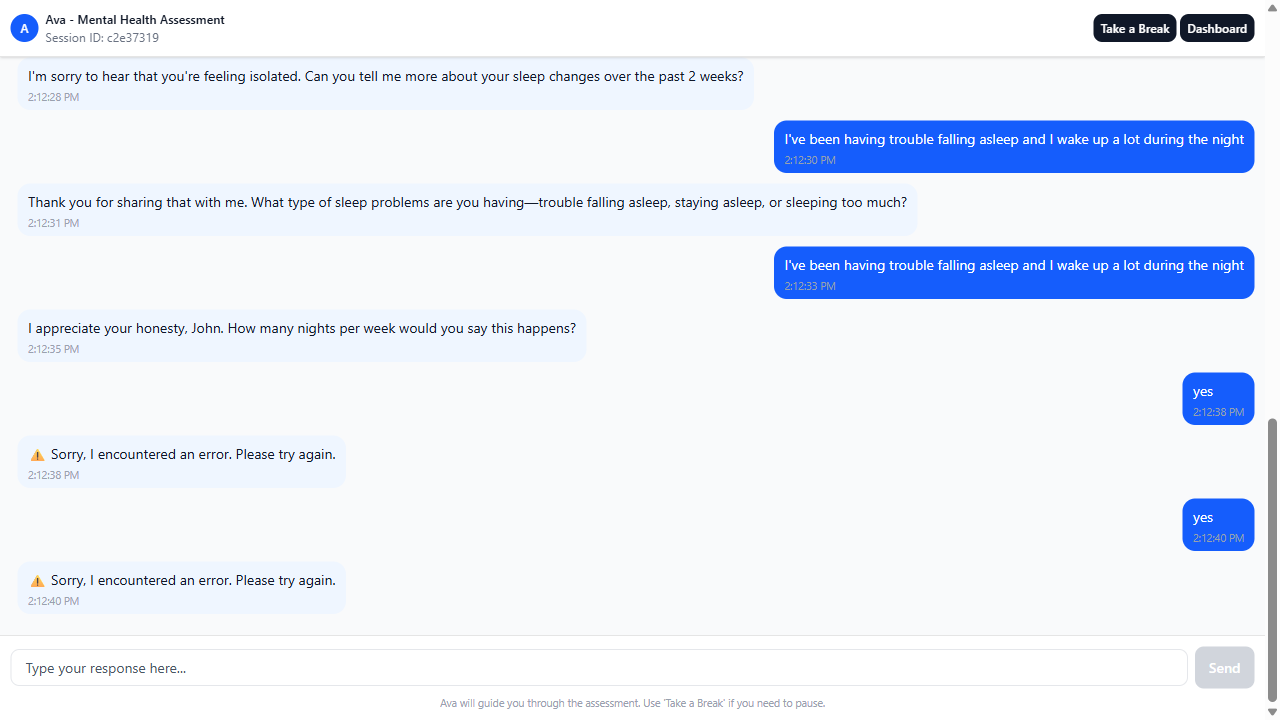 A
Ava - Mental Health Assessment
Session ID: c2e37319
Take a Break
Dashboard
I'm sorry to hear that you're feeling isolated. Can you tell me more about your sleep changes over the past 2 weeks?
2:12:28 PM
I've been having trouble falling asleep and I wake up a lot during the night
2:12:30 PM
Thank you for sharing that with me. What type of sleep problems are you having—trouble falling asleep, staying asleep, or sleeping too much?
2:12:31 PM
I've been having trouble falling asleep and I wake up a lot during the night
2:12:33 PM
I appreciate your honesty, John. How many nights per week would you say this happens?
2:12:35 PM
yes
2:12:38 PM
⚠️ Sorry, I encountered an error. Please try again.
2:12:38 PM
yes
2:12:40 PM
⚠️ Sorry, I encountered an error. Please try again.
2:12:40 PM
Type your response here...
Send
Ava will guide you through the assessment. Use 'Take a Break' if you need to pause.